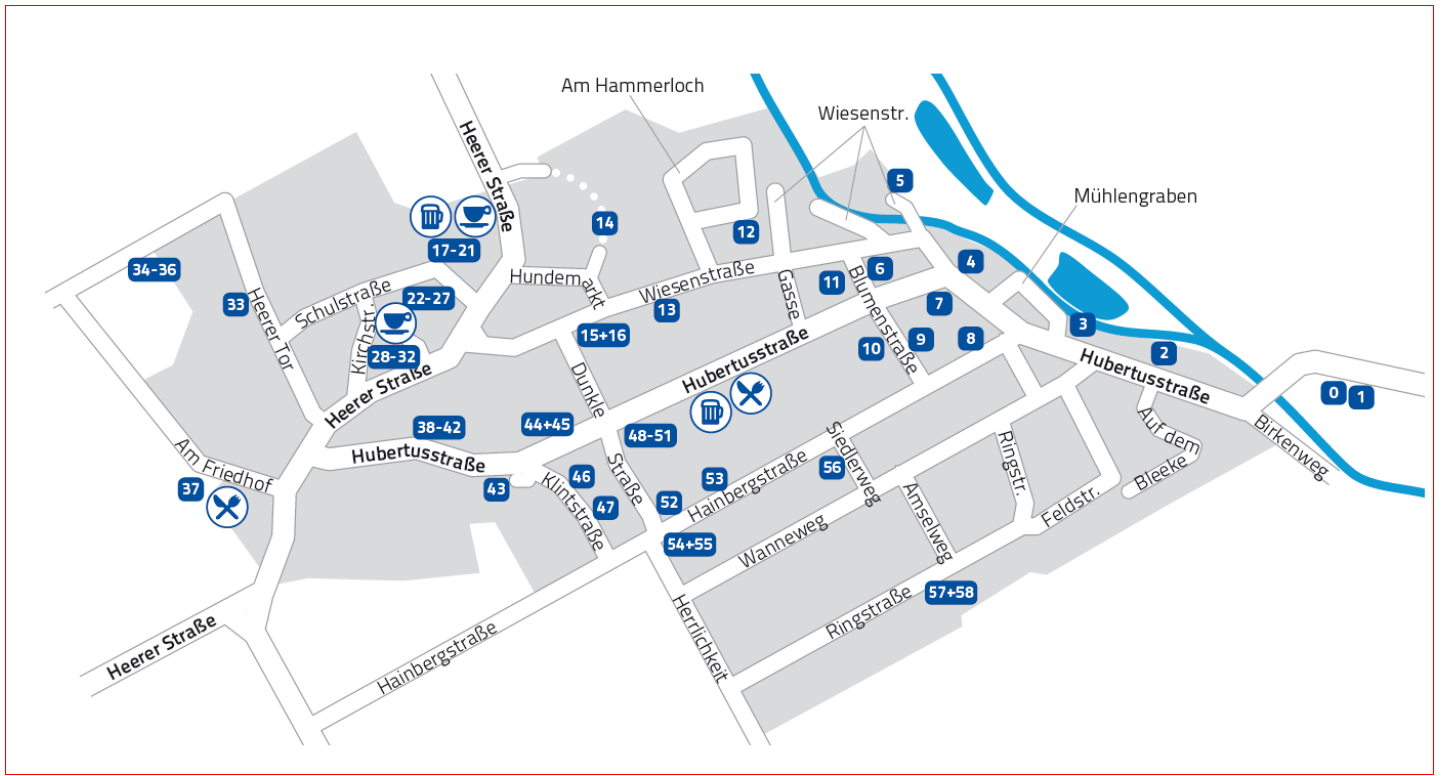 Am Hammerloch
Wiesenstr.
Heerer Straße
5
Mühlengraben
14
12
17-21
4
34-36
6
Hundemarkt
Wiesenstraße
Gasse
11
Blumenstraße
22-27
33
Heerer Tor
Schulstraße
Kirchstr.
13
7
3
15+16
9
8
10
2
28-32
Hubertusstraße
Hubertusstraße
Heerer Straße
Dunkle
0
1
38-42
44+45
48-51
Auf dem
Bleeke
Birkenweg
Am Friedhof
Hubertusstraße
Siedlerweg
Ringstr.
56
46
53
37
43
Klintstraße
Straße
Hainbergstraße
52
47
Amselweg
Feldstr.
54+55
Wanneweg
57+58
Herrlichkeit
Ringstraße
Heerer Straße
Hainbergstraße